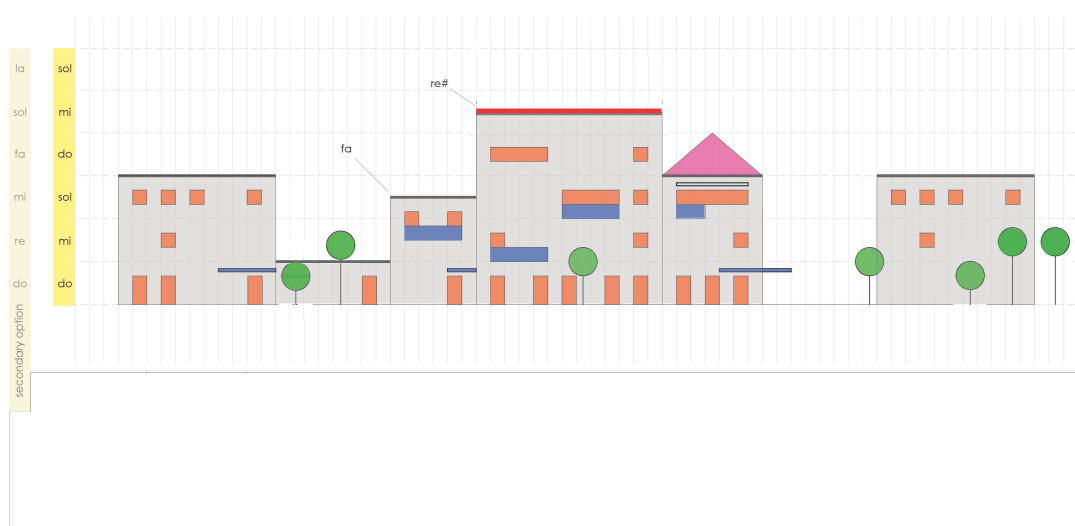 la
sol
fa
mi
re
do
secondary option
sol
mi
do
sol
mi
do
re#
fa